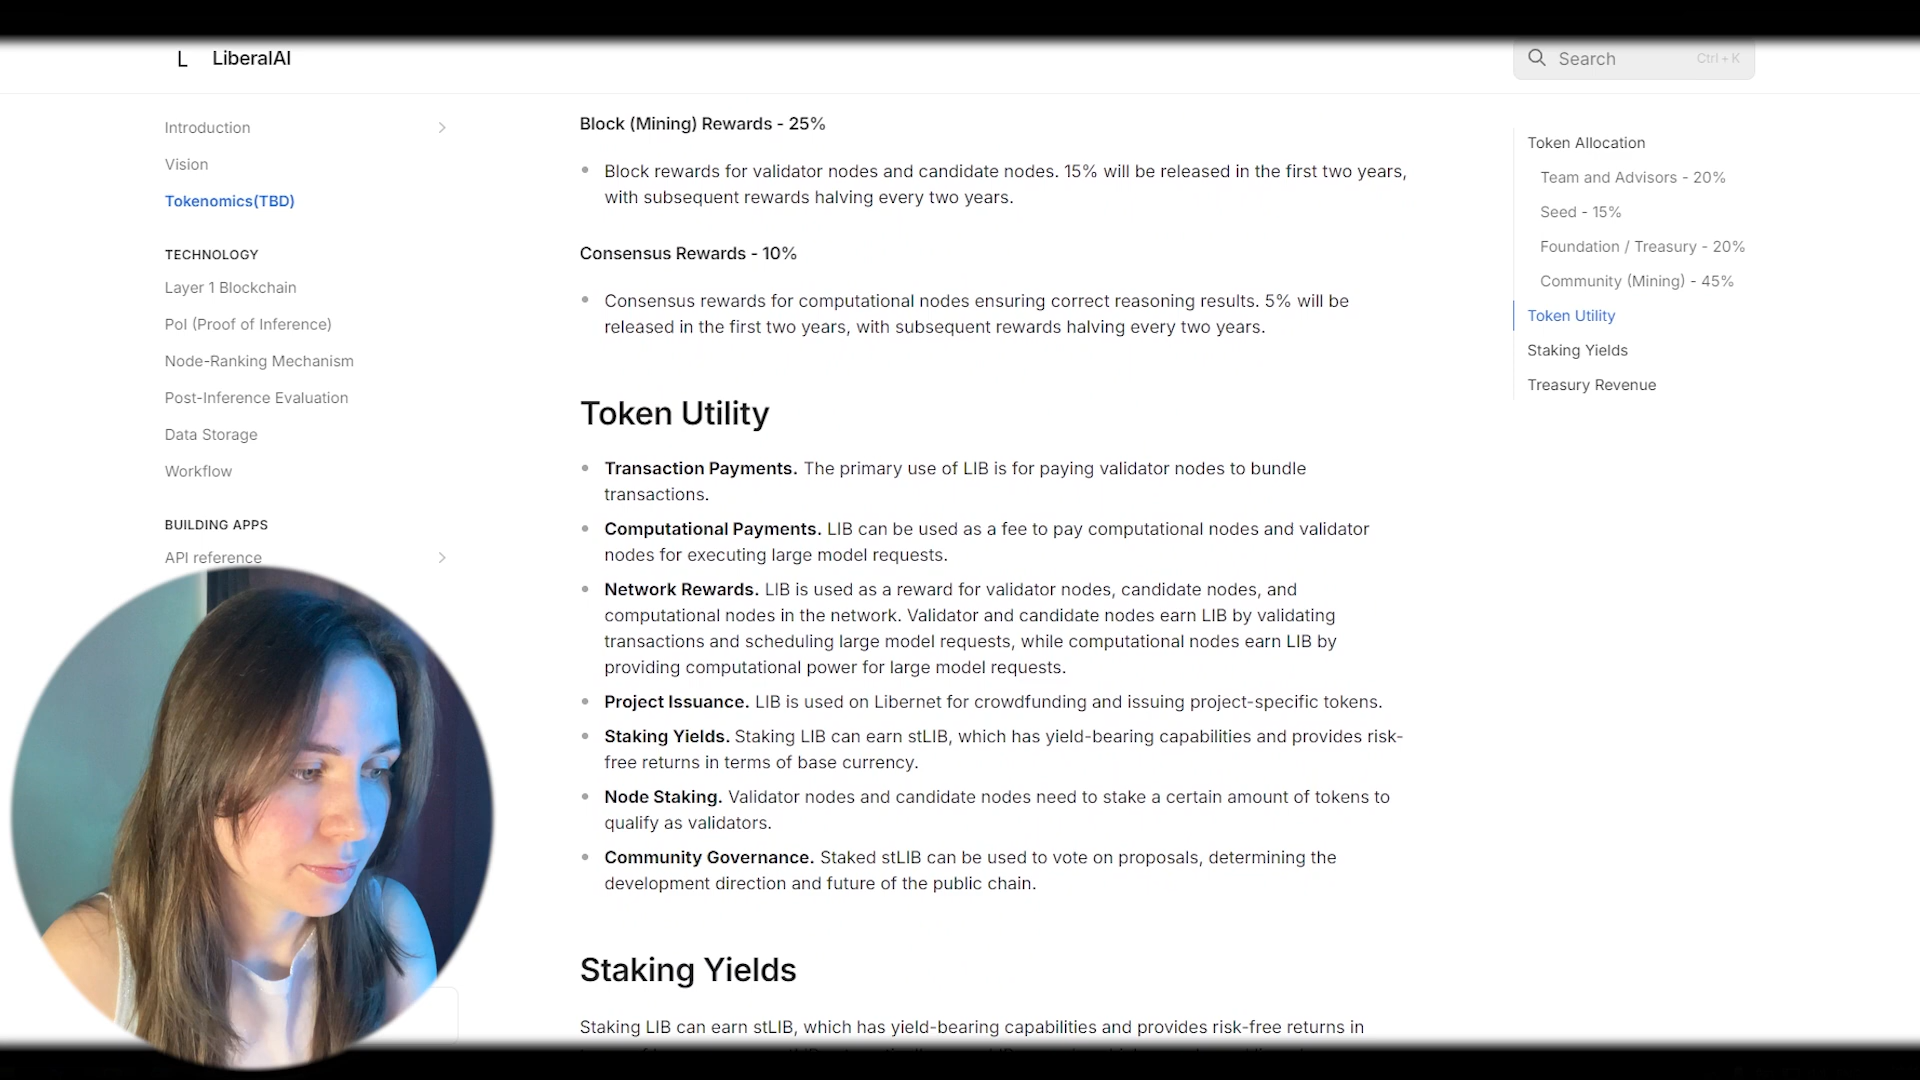 L LiberalAI
Search Ctrl + K
Introduction
Vision
Tokenomics(TBD)
TECHNOLOGY
Layer 1 Blockchain
PoI (Proof of Inference)
Node-Ranking Mechanism
Post-Inference Evaluation
Data Storage
Workflow
BUILDING APPS
API reference
Block (Mining) Rewards - 25%
Block rewards for validator nodes and candidate nodes. 15% will be released in the first two years,
with subsequent rewards halving every two years.
Consensus Rewards - 10%
Consensus rewards for computational nodes ensuring correct reasoning results. 5% will be
released in the first two years, with subsequent rewards halving every two years.
Token Utility
Transaction Payments. The primary use of LIB is for paying validator nodes to bundle
transactions.
Computational Payments. LIB can be used as a fee to pay computational nodes and validator
nodes for executing large model requests.
Network Rewards. LIB is used as a reward for validator nodes, candidate nodes, and
computational nodes in the network. Validator and candidate nodes earn LIB by validating
transactions and scheduling large model requests, while computational nodes earn LIB by
providing computational power for large model requests.
Project Issuance. LIB is used on Libernet for crowdfunding and issuing project-specific tokens.
Staking Yields. Staking LIB can earn stLIB, which has yield-bearing capabilities and provides risk-
free returns in terms of base currency.
Node Staking. Validator nodes and candidate nodes need to stake a certain amount of tokens to
qualify as validators.
Community Governance. Staked stLIB can be used to vote on proposals, determining the
development direction and future of the public chain.
Staking Yields
Staking LIB can earn stLIB, which has yield-bearing capabilities and provides risk-free returns in
Token Allocation
Team and Advisors - 20%
Seed - 15%
Foundation / Treasury - 20%
Community (Mining) - 45%
Token Utility
Staking Yields
Treasury Revenue